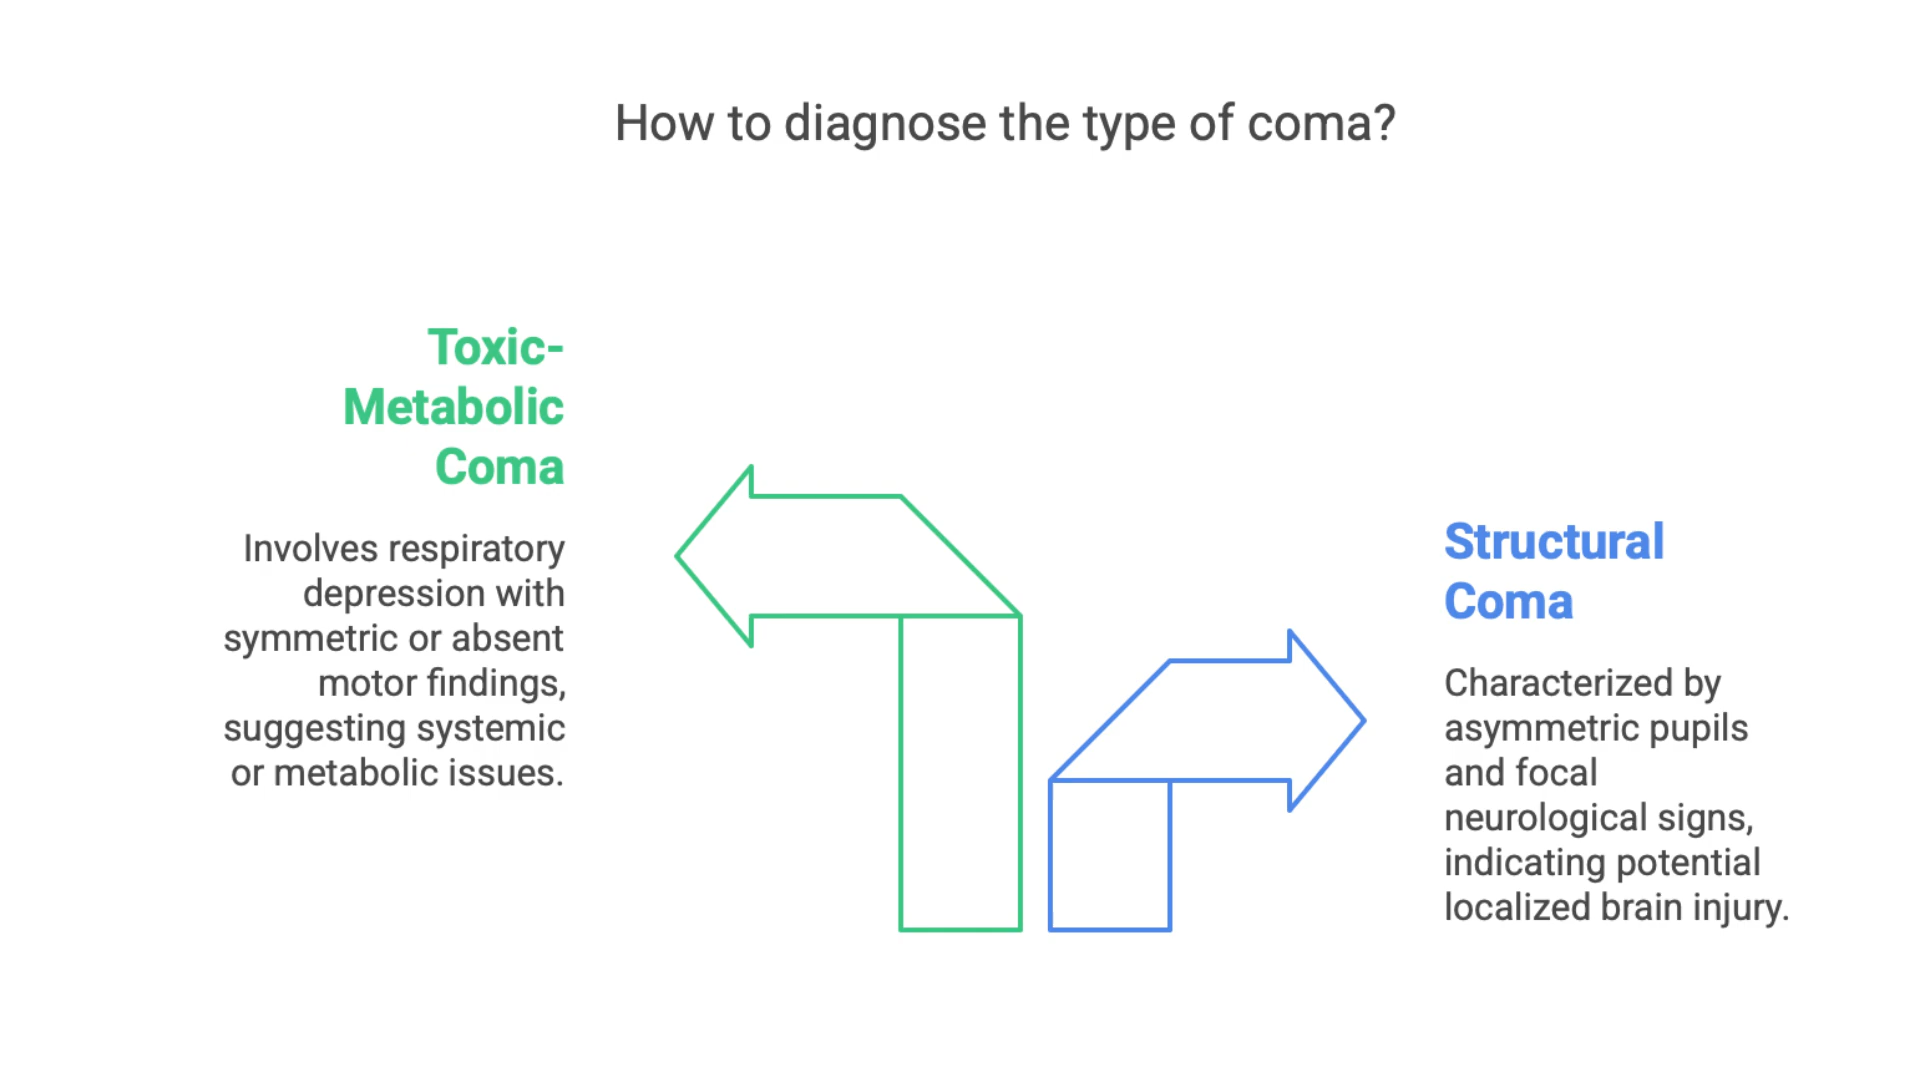 How to diagnose the type of coma?
Toxic-
Metabolic
Coma
Involves respiratory
depression with
symmetric or absent
motor findings,
suggesting systemic
or metabolic issues.
Structural
Coma
Characterized by
asymmetric pupils
and focal
neurological signs,
indicating potential
localized brain injury.